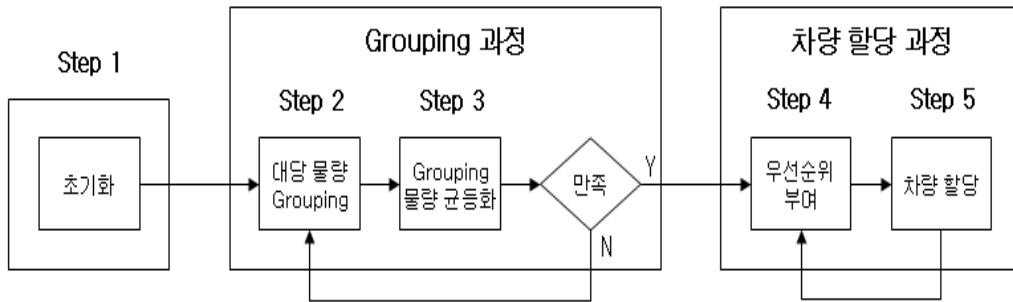 Step 1
초기화
Grouping 과정
Step 2
대당 물량
Grouping
Step 3
Grouping
물량 균등화
만족
Y
N
차량 할당 과정
Step 4
우선순위
부여
Step 5
차량 할당